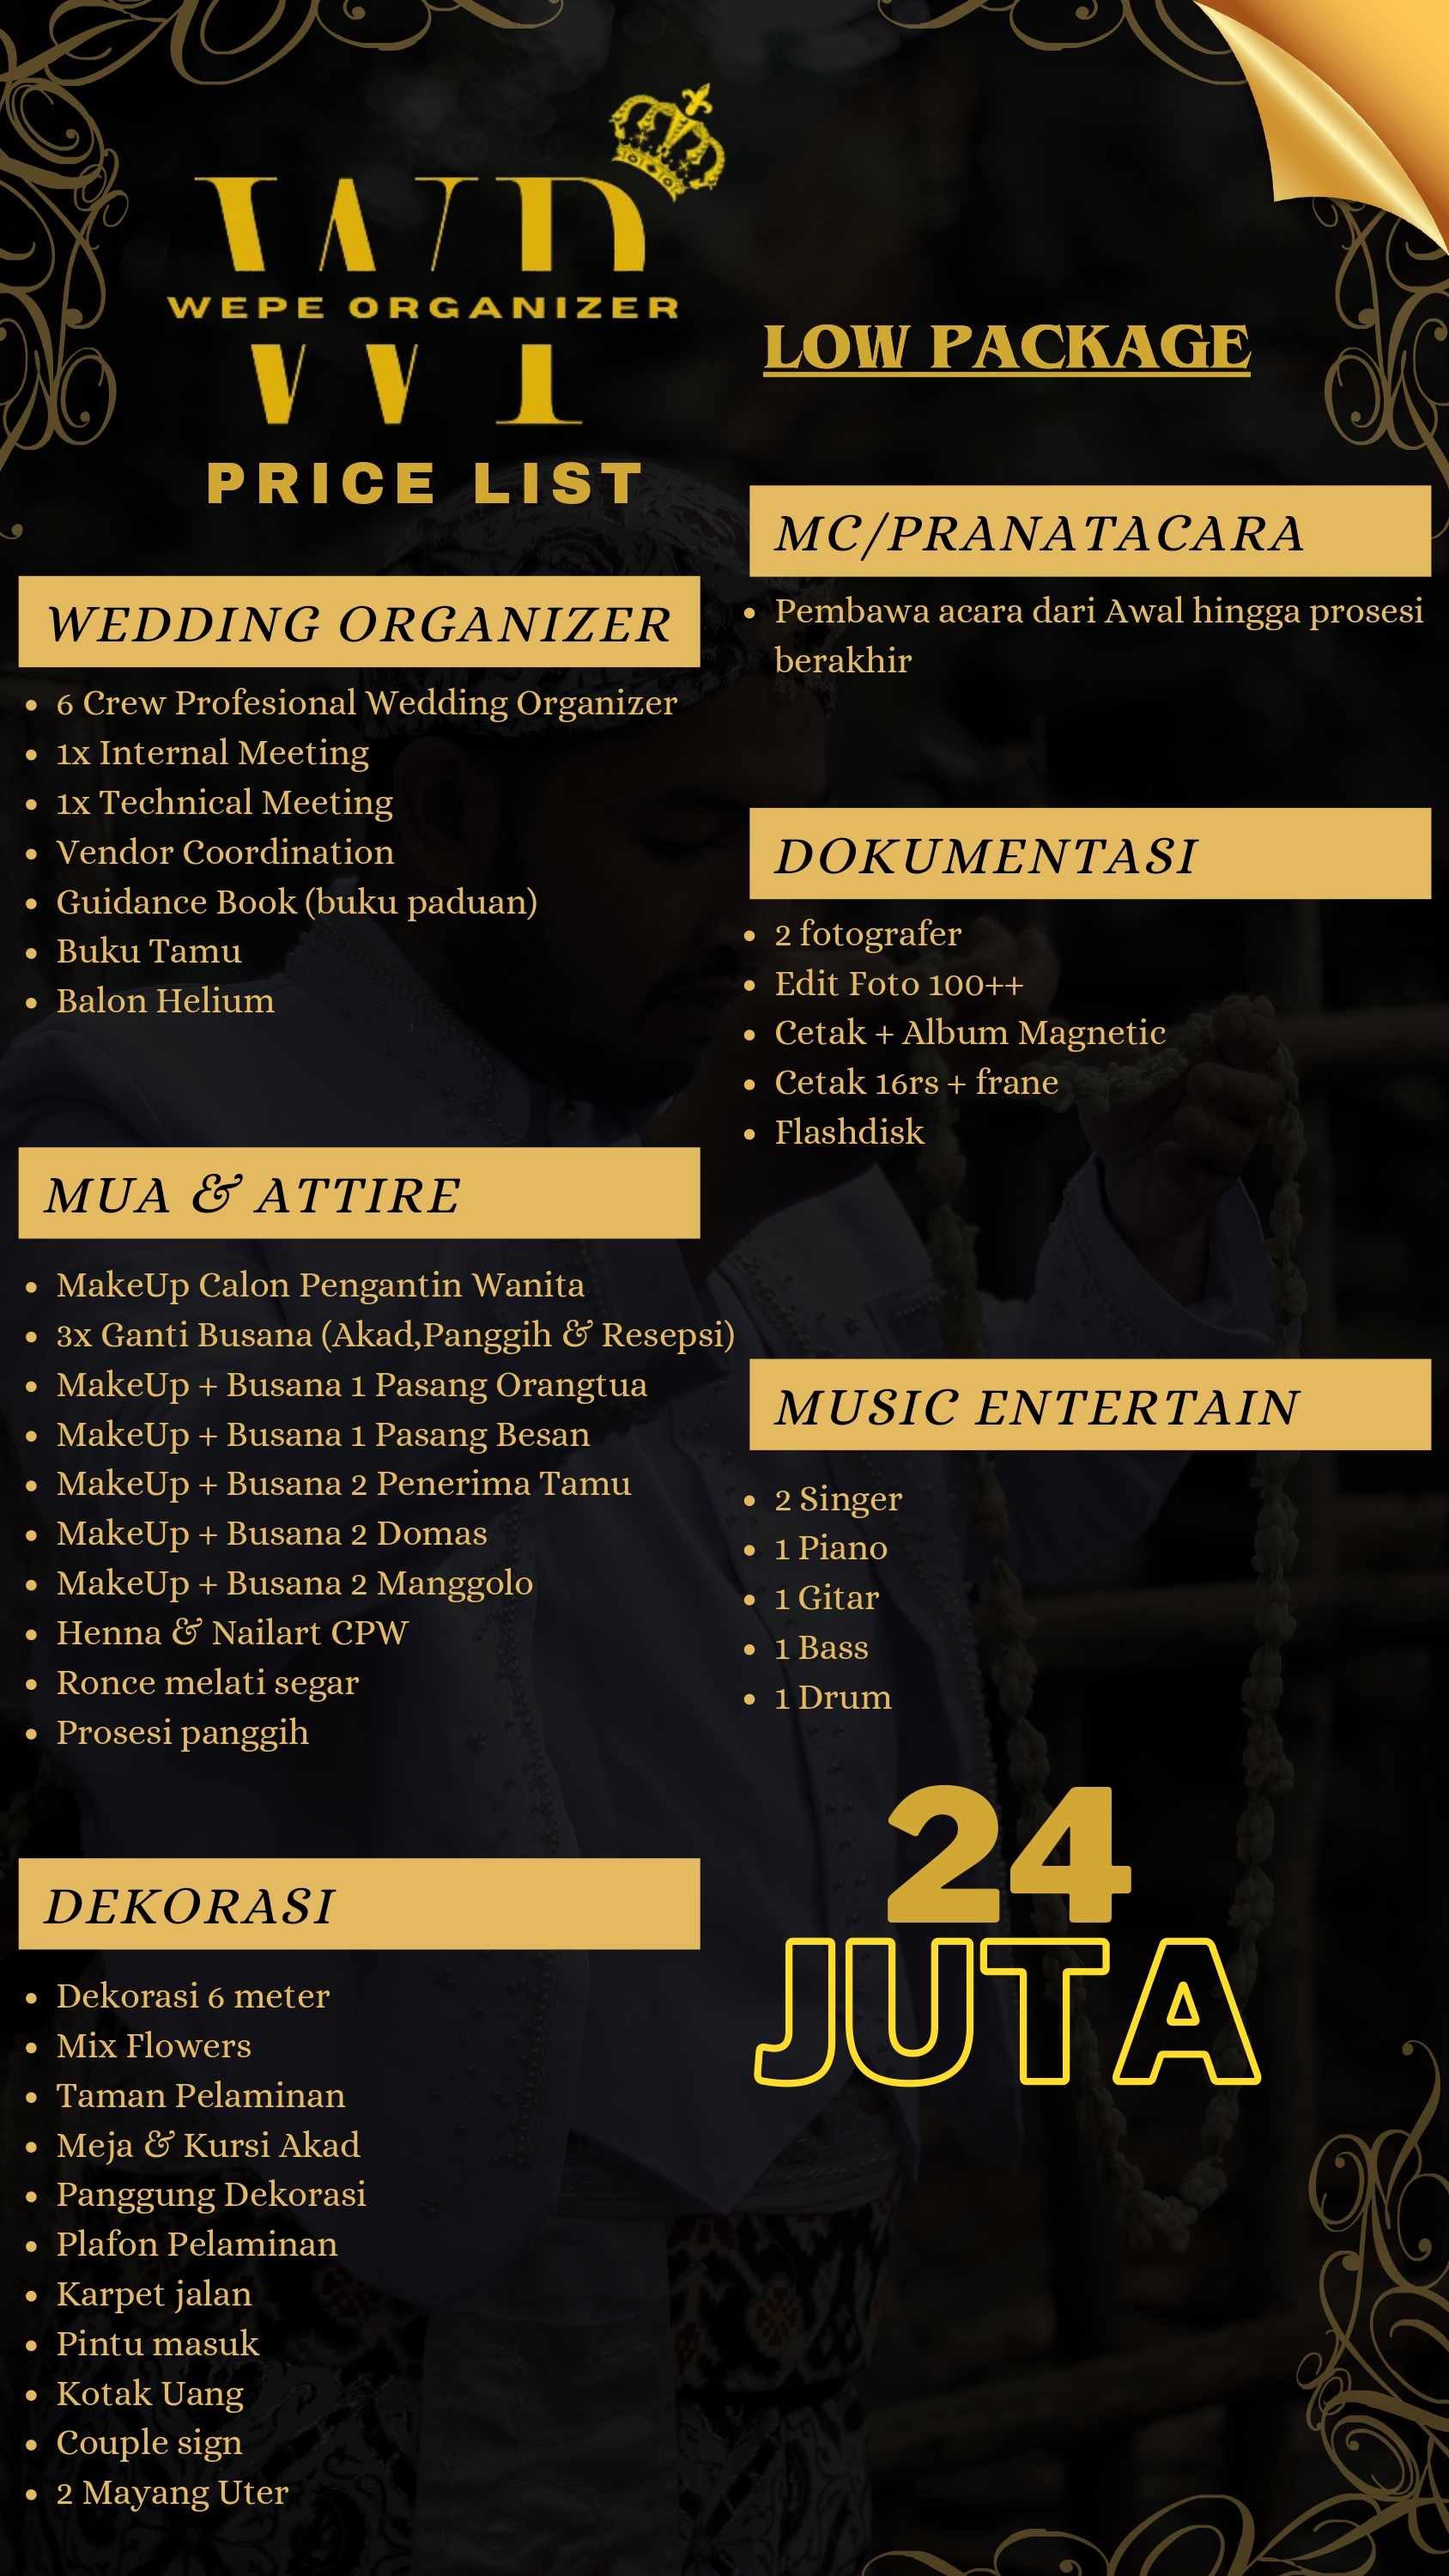 WP
WEPE ORGANIZER
PRICE LIST
WEDDING ORGANIZER
• 6 Crew Profesional Wedding Organizer
• 1x Internal Meeting
• 1x Technical Meeting
• Vendor Coordination
• Guidance Book (buku paduan)
• Buku Tamu
• Balon Helium
MUA & ATTIRE
• MakeUp Calon Pengantin Wanita
• 3x Ganti Busana (Akad,Panggih & Resepsi)
• MakeUp + Busana 1 Pasang Orangtua
• MakeUp + Busana 1 Pasang Besan
• MakeUp + Busana 2 Penerima Tamu
• MakeUp + Busana 2 Domas
• MakeUp + Busana 2 Manggolo
• Henna & Nailart CPW
• Ronce melati segar
• Prosesi panggih
DEKORASI
• Dekorasi 6 meter
• Mix Flowers
• Taman Pelaminan
• Meja & Kursi Akad
• Panggung Dekorasi
• Plafon Pelaminan
• Karpet jalan
• Pintu masuk
• Kotak Uang
• Couple sign
• 2 Mayang Uter
LOW PACKAGE
MC/PRANATACARA
• Pembawa acara dari Awal hingga prosesi
berakhir
DOKUMENTASI
• 2 fotografer
• Edit Foto 100++
• Cetak + Album Magnetic
• Cetak 16rs + frane
• Flashdisk
MUSIC ENTERTAIN
• 2 Singer
• 1 Piano
• 1 Gitar
• 1 Bass
• 1 Drum
24
JUTA